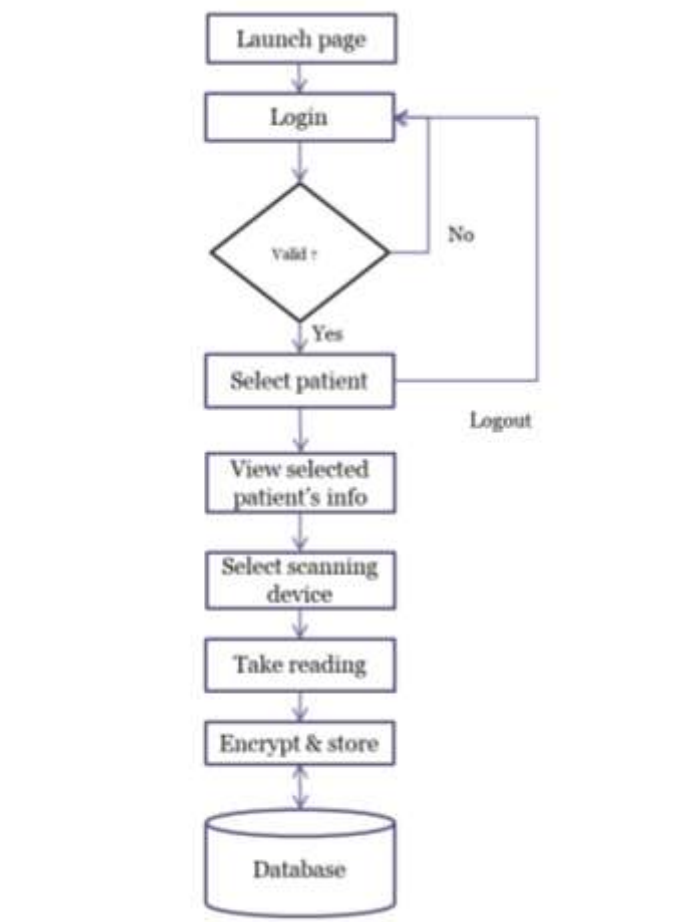 Launch page
Login
Valid ?
No
Yes
Select patient
Logout
View selected
patient's info
Select scanning
device
Take reading
Encrypt & store
Database